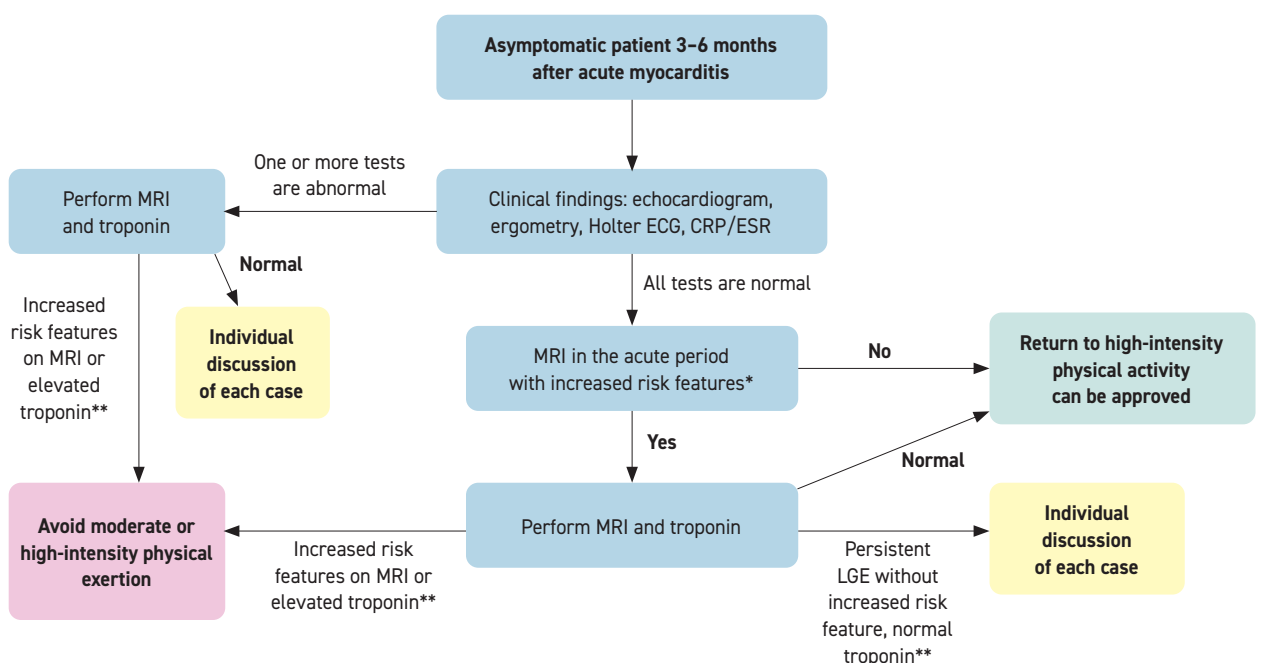 Asymptomatic patient 3–6 months
after acute myocarditis
One or more tests
are abnormal
Perform MRI
and troponin
Clinical findings: echocardiogram,
ergometry, Holter ECG, CRP/ESR
Normal
All tests are normal
Increased
risk features
on MRI or
elevated
troponin**
Individual
discussion
of each case
MRI in the acute period
with increased risk features*
No
Return to high-intensity
physical activity
can be approved
Yes
Normal
Avoid moderate or
high-intensity physical
exertion
Increased risk
features on MRI or
elevated troponin**
Perform MRI and troponin
Persistent
LGE without
increased risk
feature, normal
troponin**
Individual
discussion
of each case